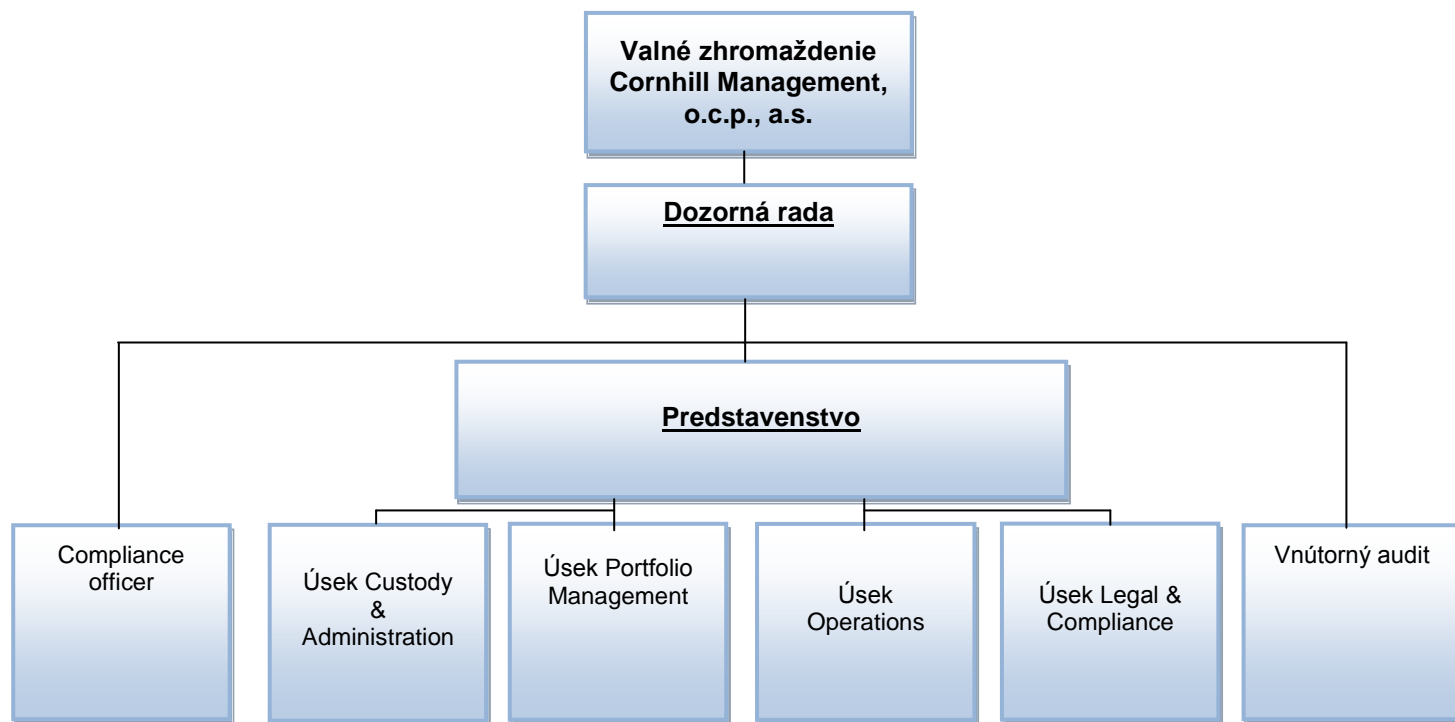 Valné zhromaždenie
Cornhill Management,
o.c.p., a.s.
Dozorná rada
Predstavenstvo
Compliance
officer
Úsek Custody
&
Administration
Úsek Portfolio
Management
Úsek
Operations
Úsek Legal &
Compliance
Vnútorný audit